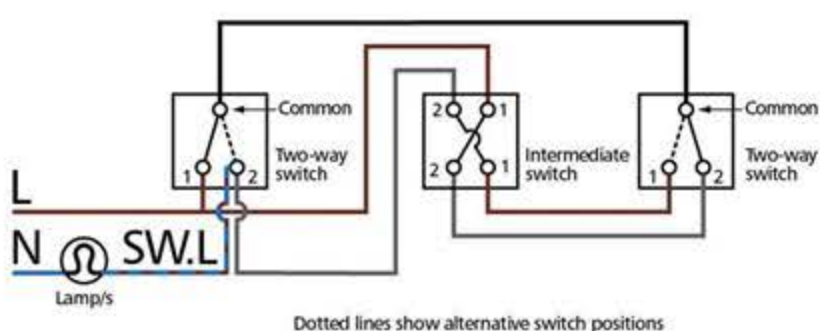 Common
Two-way
switch
1
2
L
N
SW.L
Lamp/s
2
1
2
1
Intermediate
switch
Common
Two-way
switch
1
2
Dotted lines show alternative switch positions